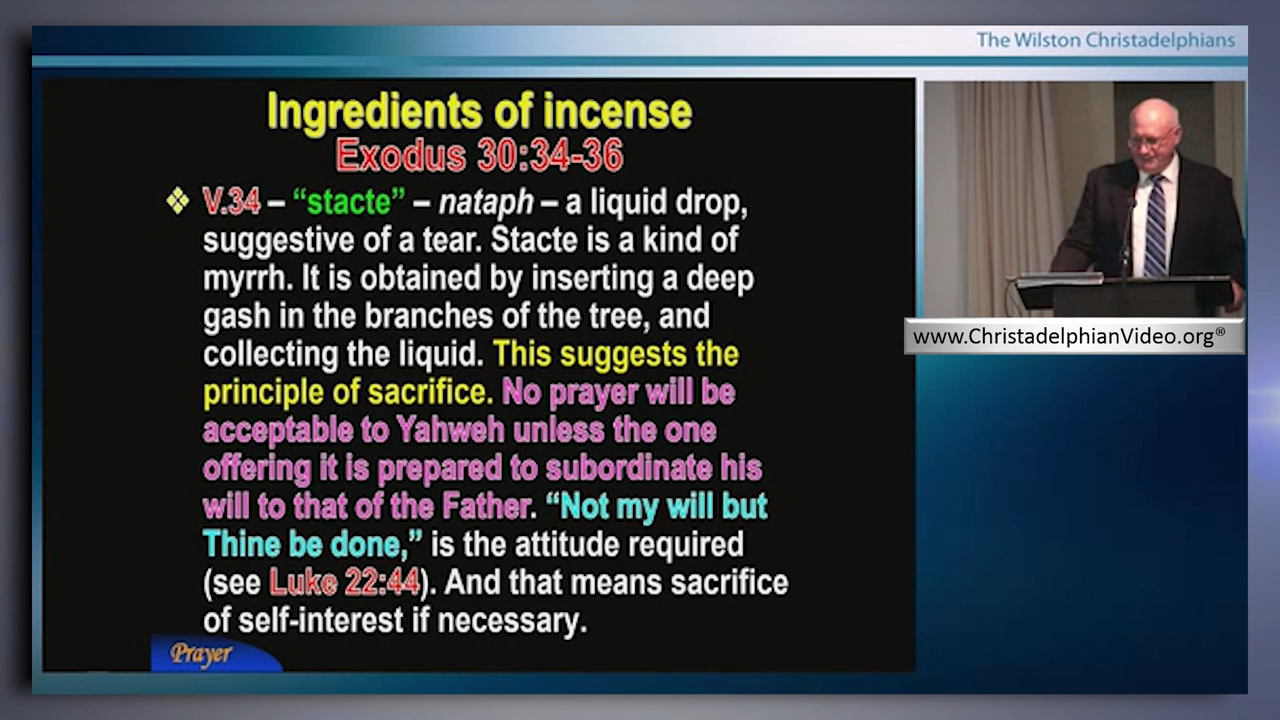 The Wilston Christadelphians
Ingredients of incense
Exodus 30:34-36
❖ V.34 – “stacte” – nataph – a liquid drop,
suggestive of a tear. Stacte is a kind of
myrrh. It is obtained by inserting a deep
gash in the branches of the tree, and
collecting the liquid. This suggests the
principle of sacrifice. No prayer will be
acceptable to Yahweh unless the one
offering it is prepared to subordinate his
will to that of the Father. “Not my will but
Thine be done,” is the attitude required
(see Luke 22:44). And that means sacrifice
of self-interest if necessary.
Prayer
www.ChristadelphianVideo.org®